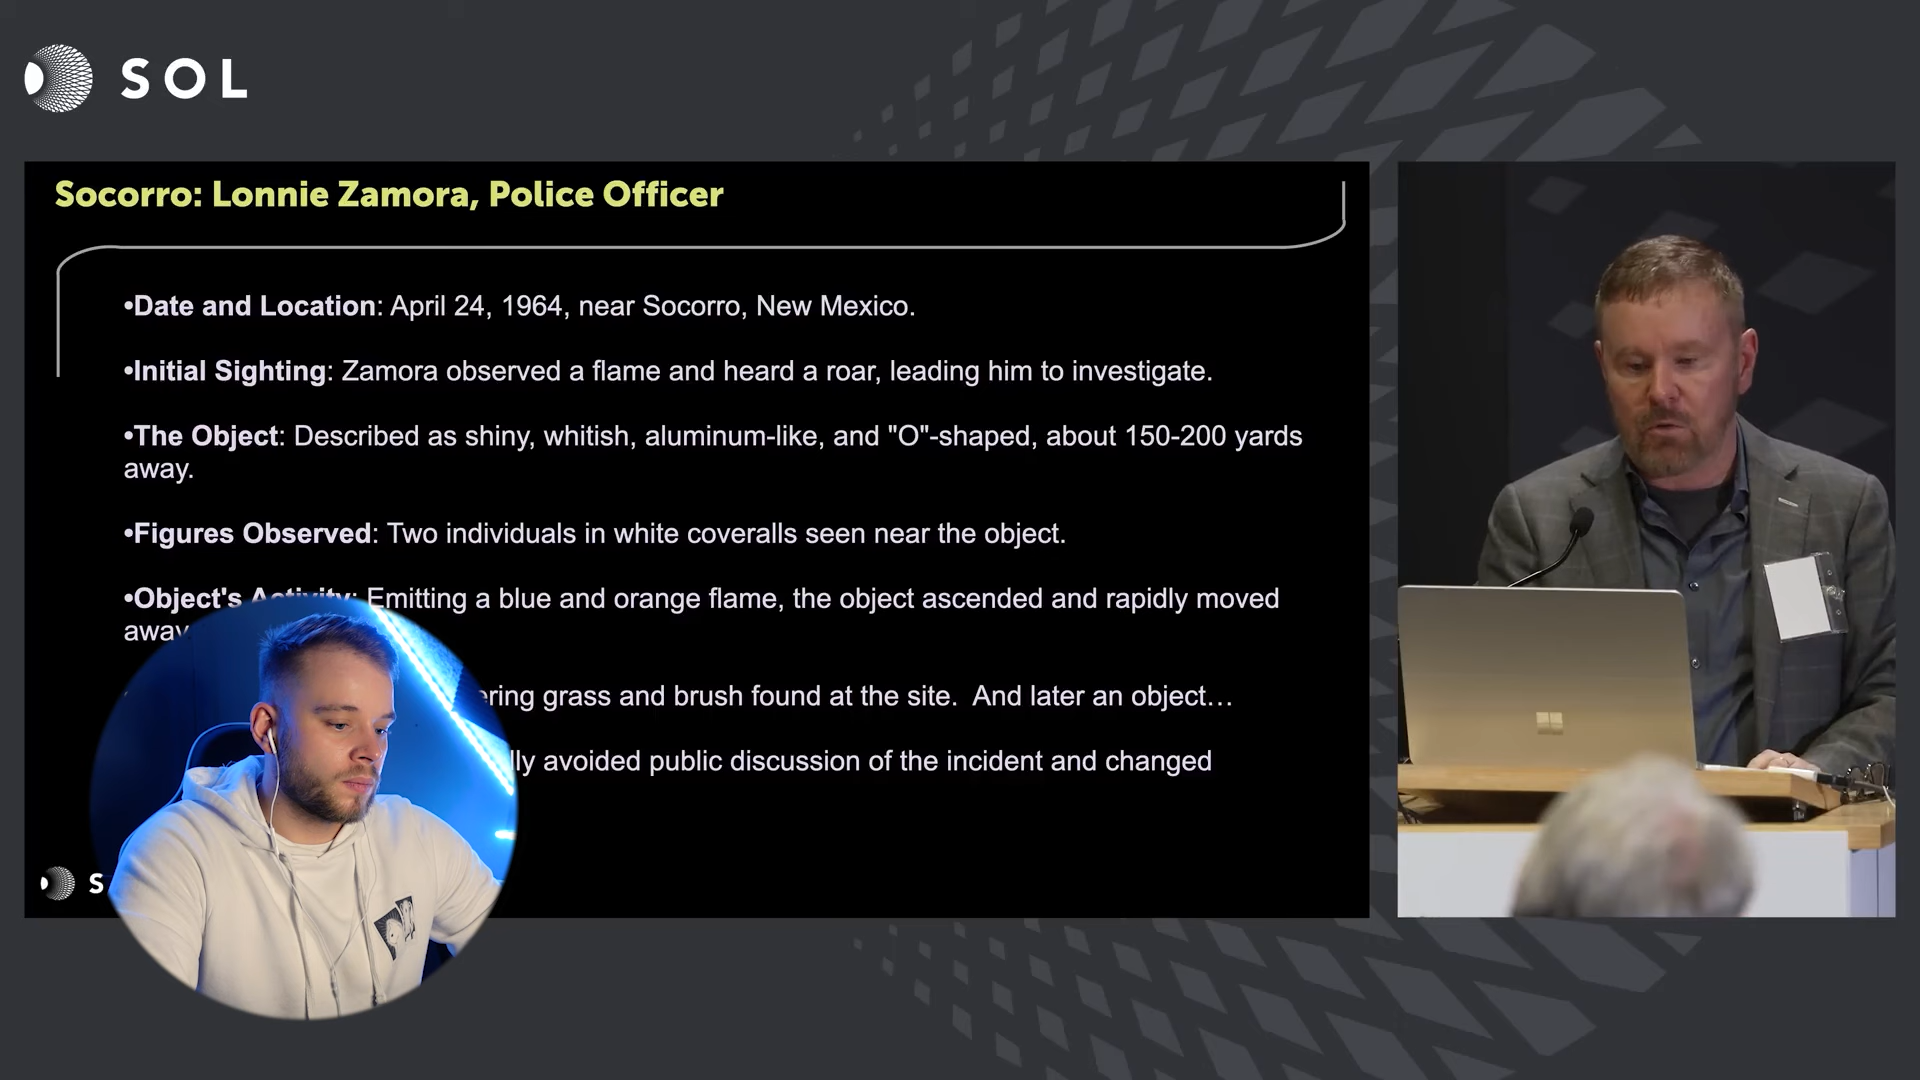 SOL
Socorro: Lonnie Zamora, Police Officer
•Date and Location: April 24, 1964, near Socorro, New Mexico.
•Initial Sighting: Zamora observed a flame and heard a roar, leading him to investigate.
•The Object: Described as shiny, whitish, aluminum-like, and "O"-shaped, about 150-200 yards
away.
•Figures Observed: Two individuals in white coveralls seen near the object.
•Object's Activity: Emitting a blue and orange flame, the object ascended and rapidly moved
away
grass and brush found at the site. And later an object…
avoided public discussion of the incident and changed
S